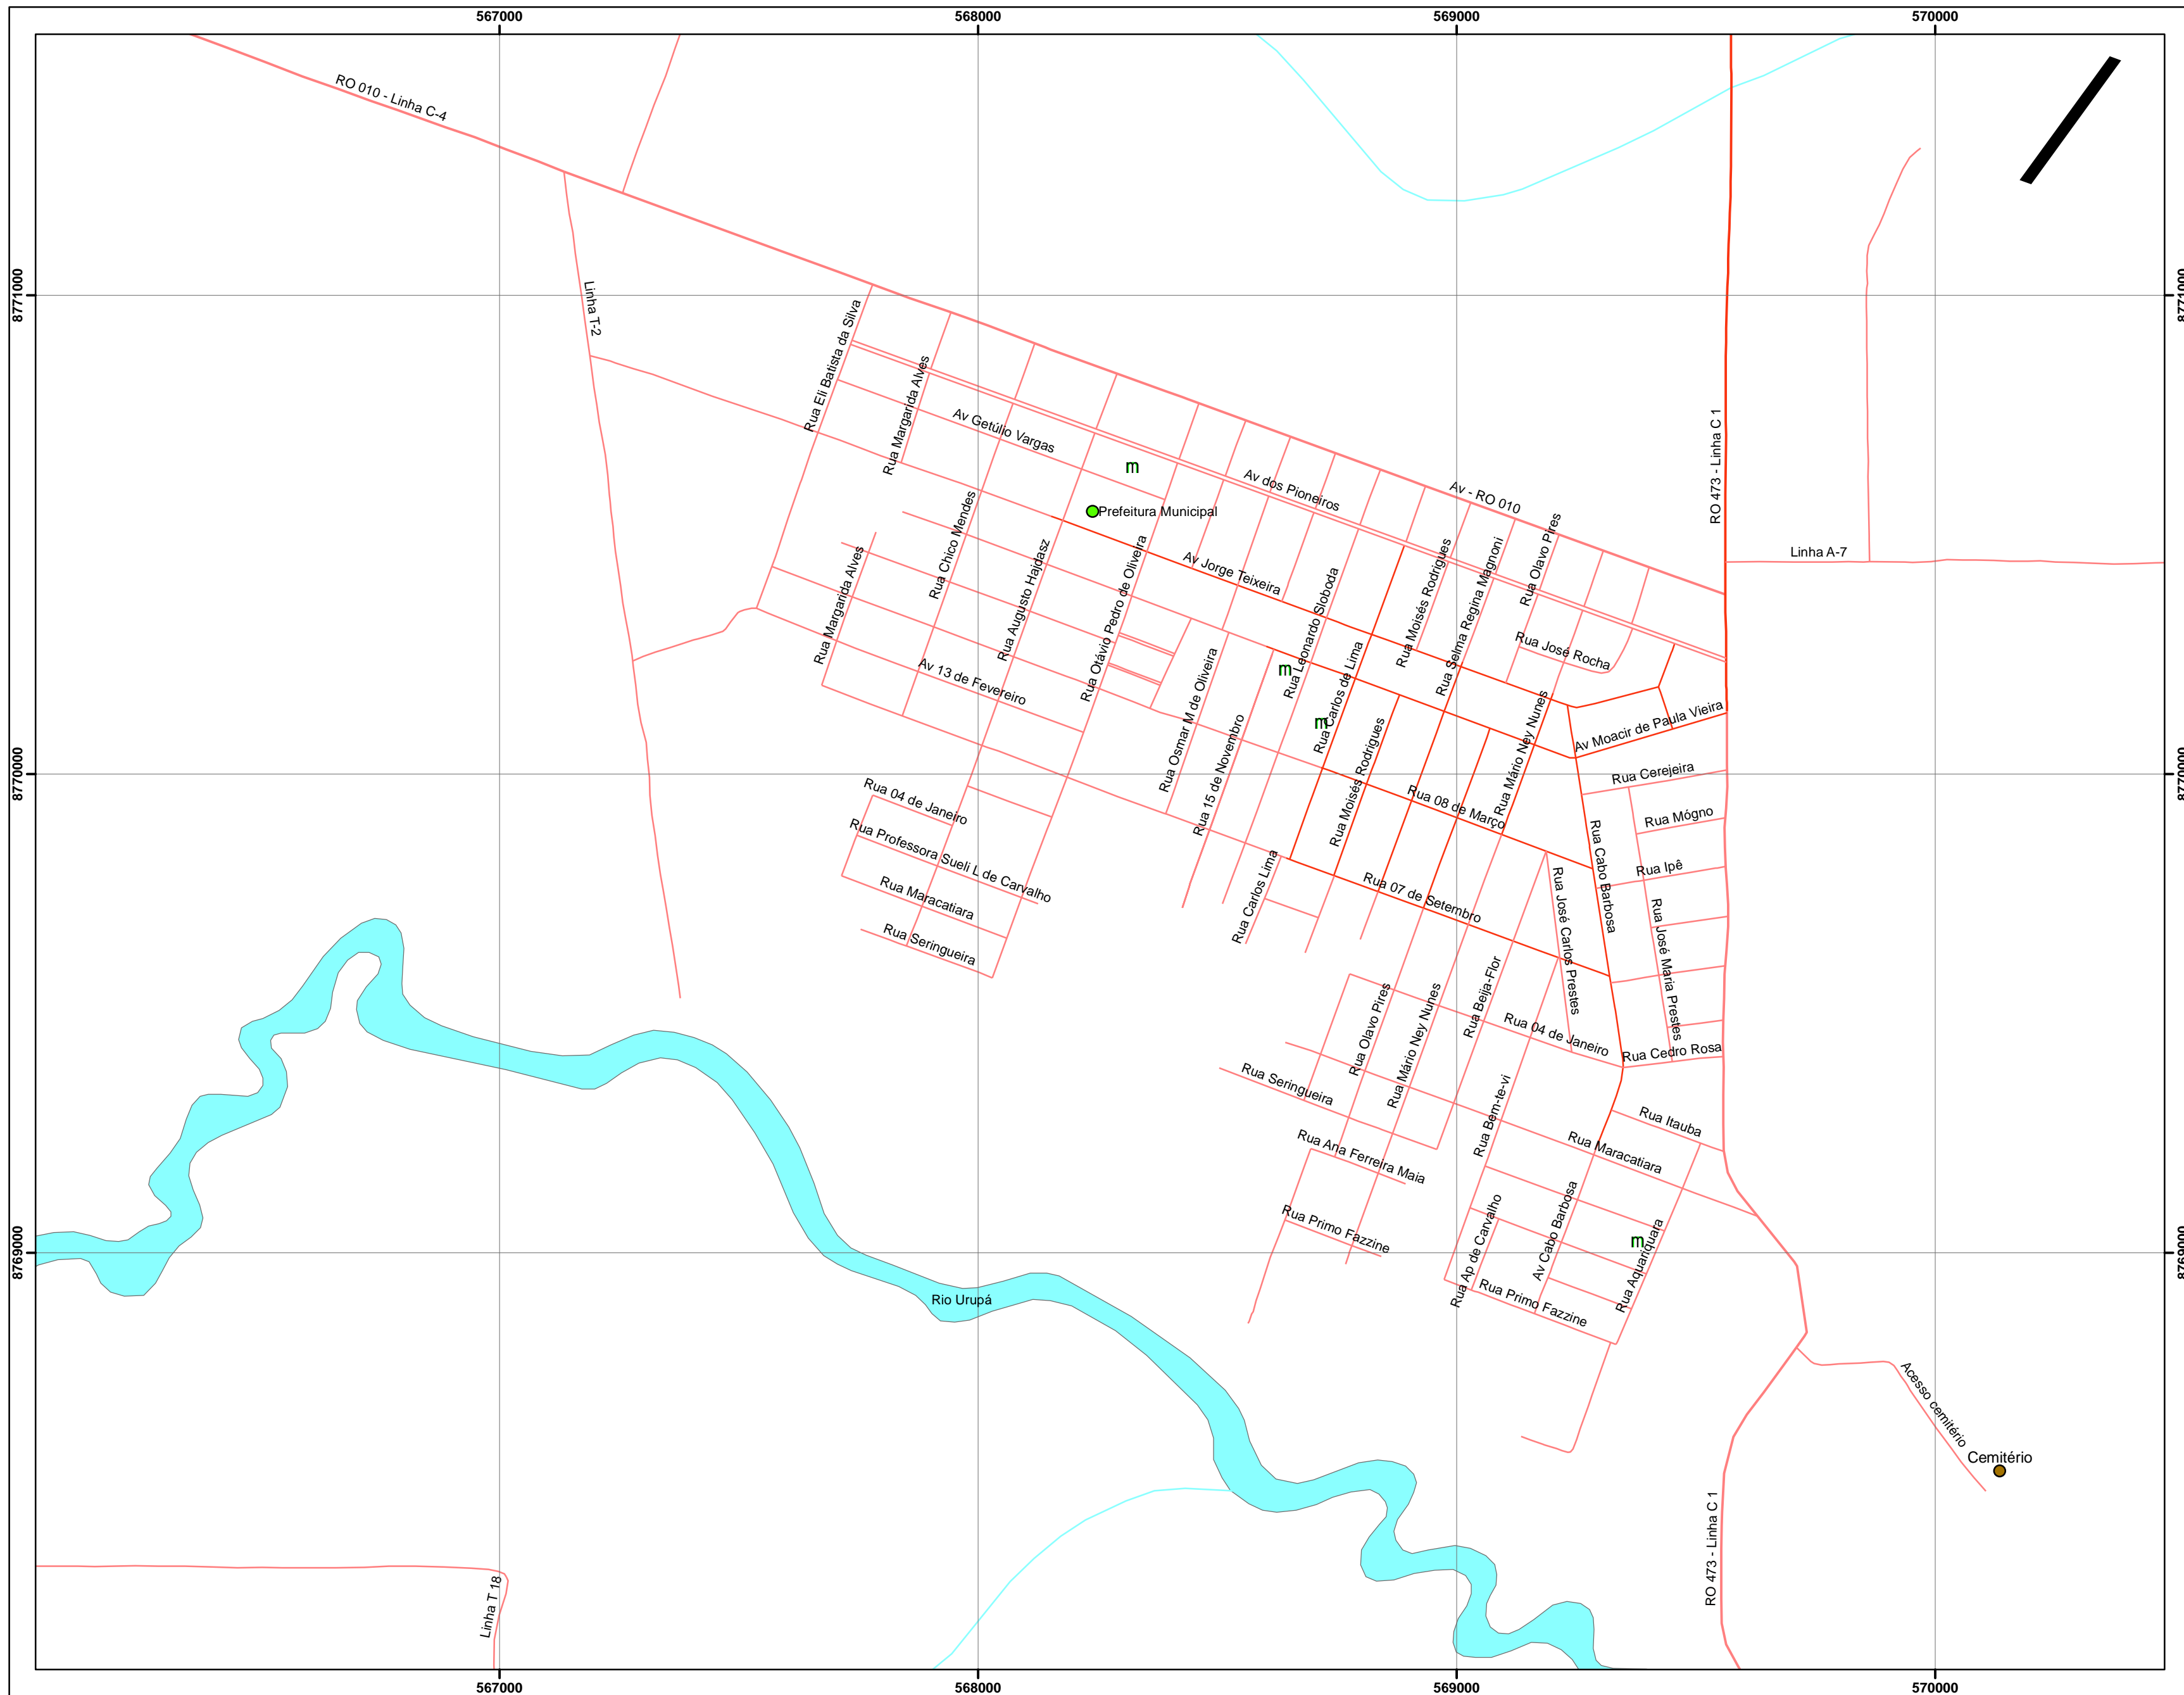 567000
568000
569000
570000
RO 010 - Linha C-4
8771000
8771000
Linha T-2
Rua Eli Batista da Silva
Rua Margarida Alves
Av Getúlio Vargas
m
Prefeitura Municipal
Av dos Pioneiros
Av - RO 010
RO 473 - Linha C 1
Linha A-7
Rua Chico Mendes
Rua Margarida Alves
Rua Augusto Hajdasz
Rua Otávio Pedro de Oliveira
Av Jorge Teixeira
Rua Leonardo Sloboda
Rua Moisés Rodrigues
Rua Selma Regina Magnoni
Rua Olavo Pires
Rua José Rocha
Av 13 de Fevereiro
Rua Osmar M de Oliveira
m
Rua Carlos de Lima
m
Rua 15 de Novembro
Rua Moisés Rodrigues
Rua Mário Ney Nunes
Av Moacir de Paula Vieira
8770000
8770000
Rua Cerejeira
Rua 04 de Janeiro
Rua 08 de Março
Rua Mógno
Rua Professora Sueli L de Carvalho
Rua Cabo Barbosa
Rua Ipê
Rua Maracatiara
Rua Carlos Lima
Rua 07 de Setembro
Rua José Carlos Prestes
Rua José Maria Prestes
Rua Seringueira
Rua Olavo Pires
Rua Mário Ney Nunes
Rua Beija-Flor
Rua 04 de Janeiro
Rua Cedro Rosa
Rua Seringueira
Rua Bem-te-vi
Rua Itauba
Rua Ana Ferreira Maia
Rua Maracatiara
Rua Primo Fazzine
Rua Ap de Carvalho
Av Cabo Barbosa
m
Rua Aquariquara
8769000
8769000
Rio Urupá
Rua Primo Fazzine
Acesso cemitério
Cemitério
RO 473 - Linha C 1
Linha T 18
567000
568000
569000
570000